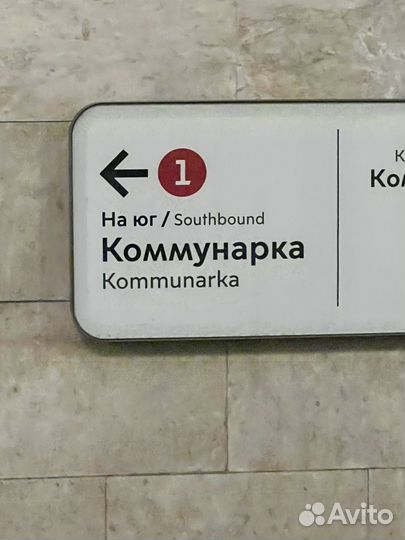 1
На юг / Southbound
Коммунарка
Kommunarka
Avito